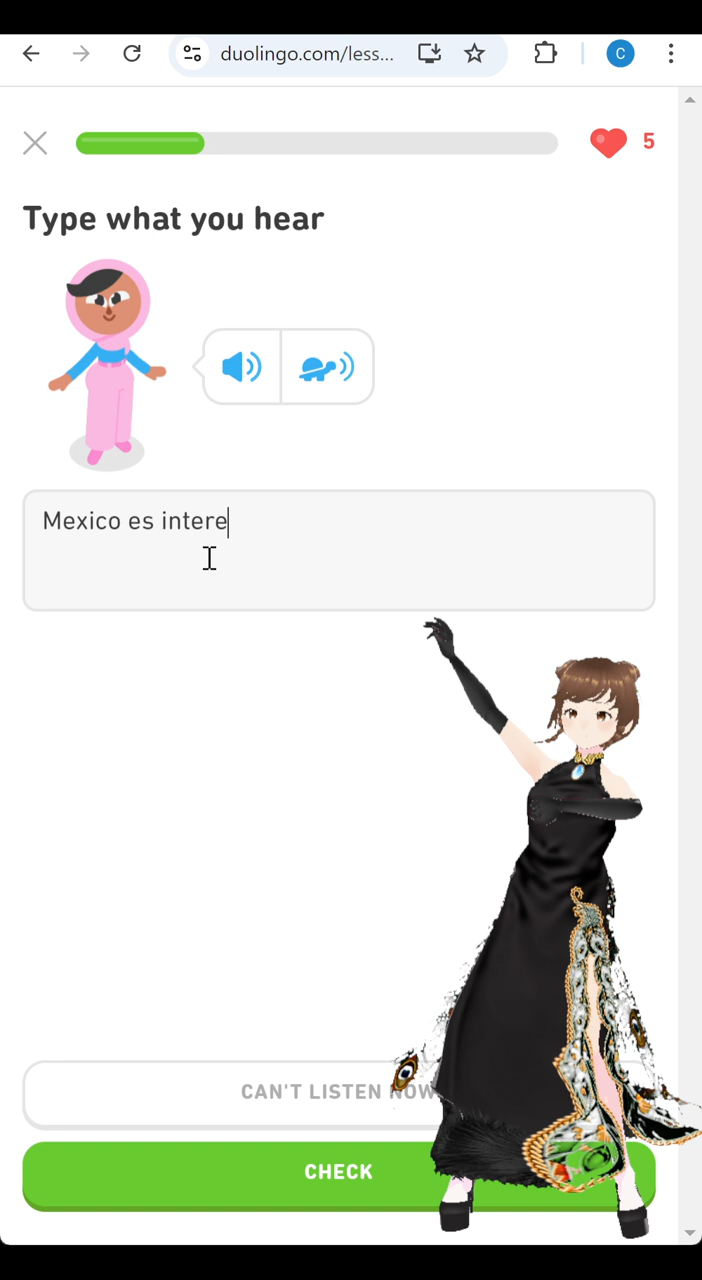 duolingo.com/less...
C
5
Type what you hear
Mexico es intere
CAN'T LISTEN NOW
CHECK